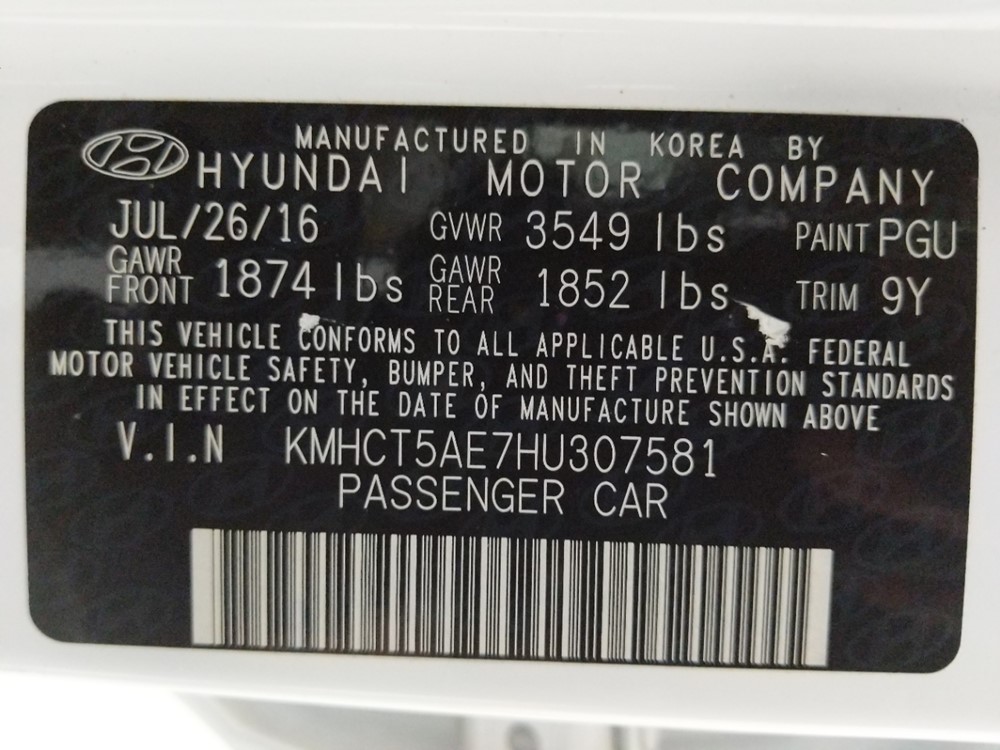 MANUFACTURED IN KOREA BY
HYUNDAI MOTOR COMPANY
JUL/26/16 GVWR 3549 lbs PAINT PGU
GAWR FRONT 1874 lbs GAWR REAR 1852 lbs TRIM 9Y
THIS VEHICLE CONFORMS TO ALL APPLICABLE U.S.A. FEDERAL
MOTOR VEHICLE SAFETY, BUMPER, AND THEFT PREVENTION STANDARDS
IN EFFECT ON THE DATE OF MANUFACTURE SHOWN ABOVE
V.I.N KMHCT5AE7HU307581
PASSENGER CAR